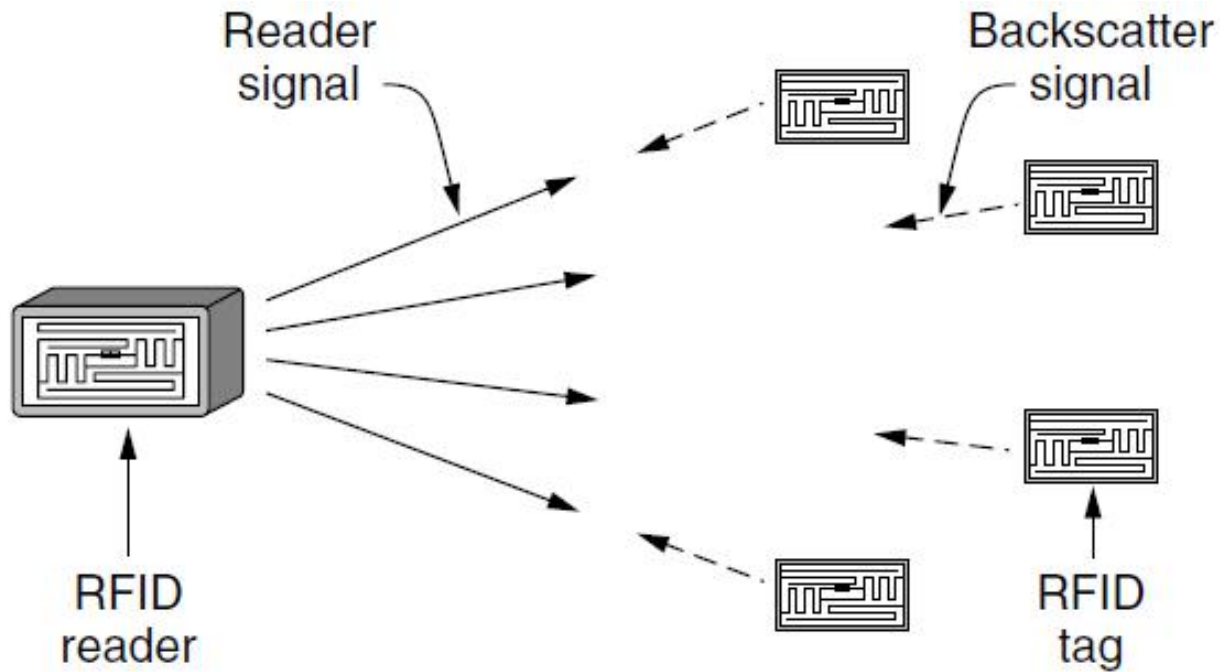 Reader
signal
Backscatter
signal
RFID
reader
RFID
tag